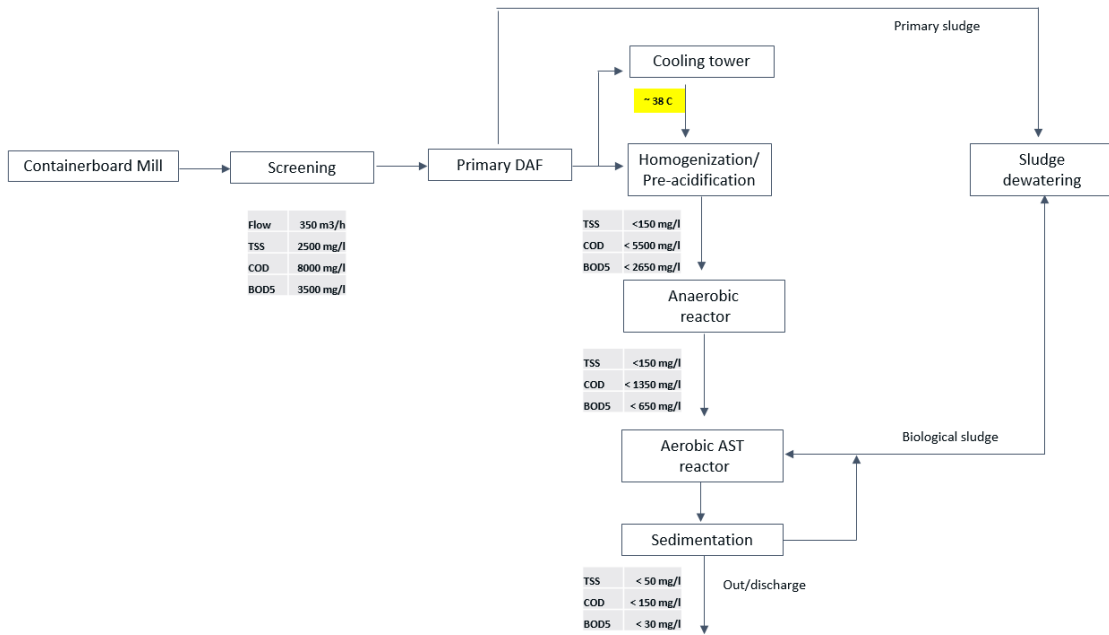 Primary sludge
Cooling tower
~ 38 C
Containerboard Mill
Screening
Primary DAF
Homogenization/
Pre-acidification
Sludge
dewatering
Flow 350 m3/h
TSS 2500 mg/l
COD 8000 mg/l
BOD5 3500 mg/l
TSS <150 mg/l
COD < 5500 mg/l
BOD5 < 2650 mg/l
Anaerobic
reactor
TSS <150 mg/l
COD < 1350 mg/l
BOD5 < 650 mg/l
Aerobic AST
reactor
Biological sludge
Sedimentation
TSS < 50 mg/l
COD < 150 mg/l
BOD5 < 30 mg/l
Out/discharge